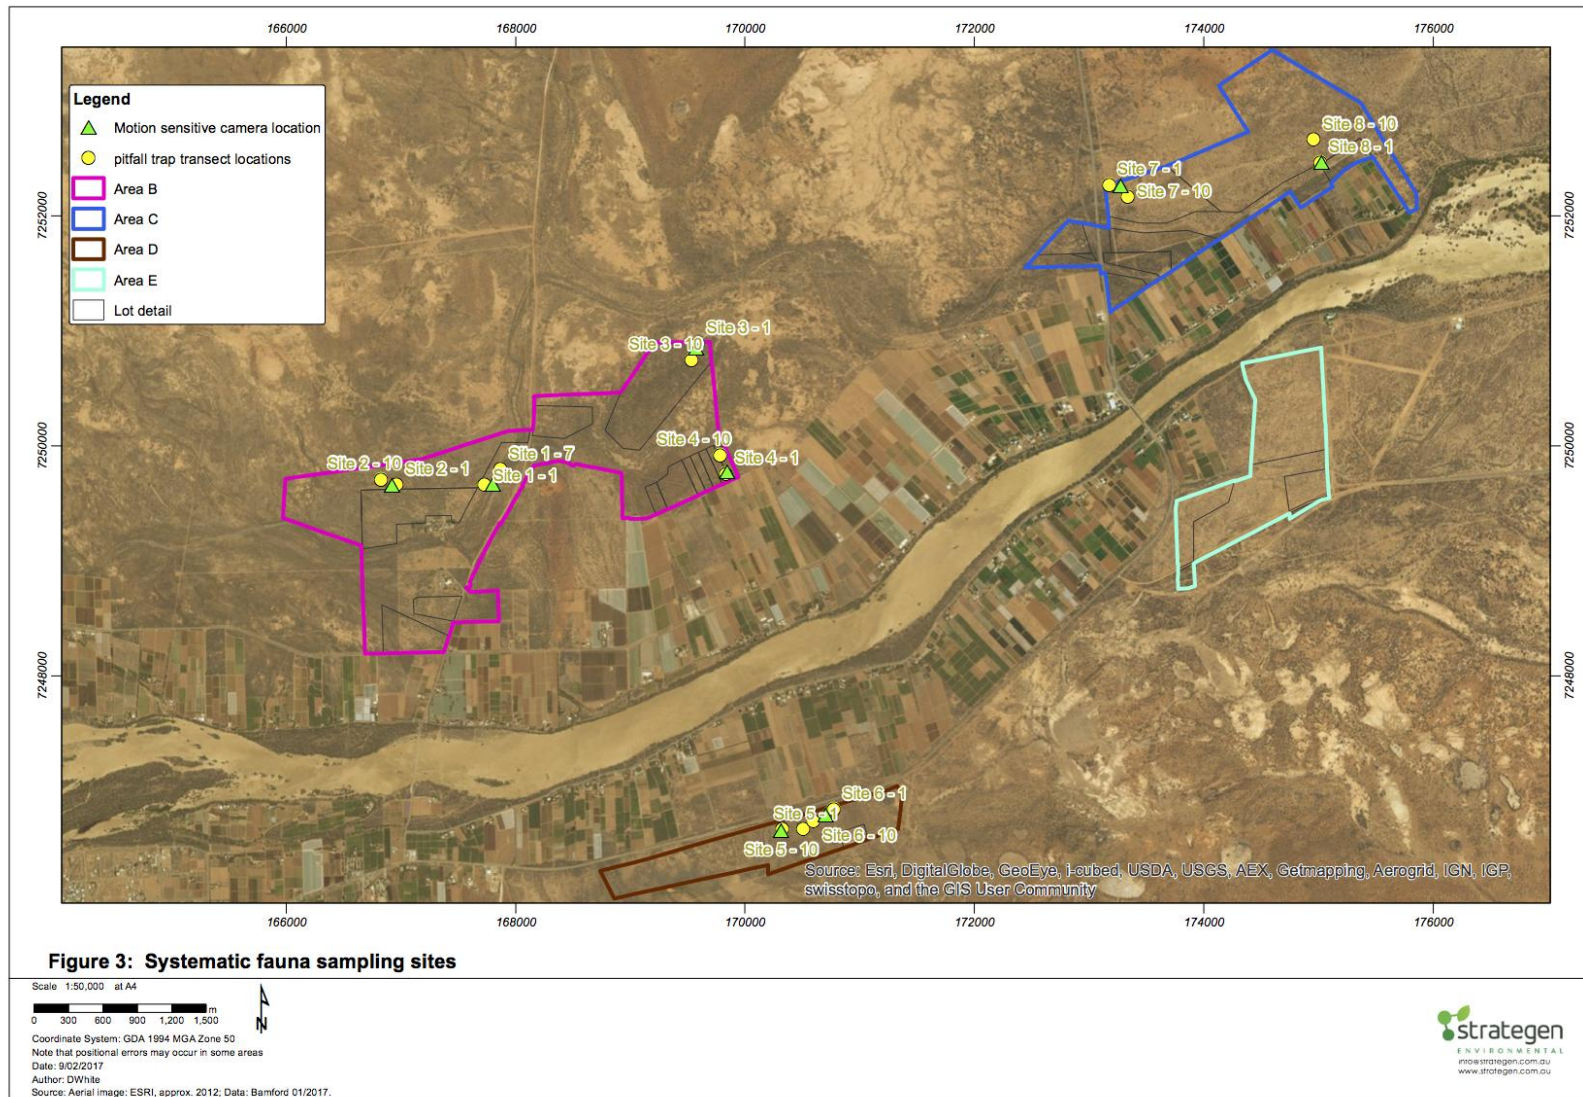 166000
168000
170000
172000
174000
176000
Legend
Motion sensitive camera location
pitfall trap transect locations
Area B
Area C
Area D
Area E
Lot detail
7252000
7250000
7248000
7252000
7250000
7248000
Site 8 - 10
Site 8 - 1
Site 7 - 1
Site 7 - 10
Site 3 - 1
Site 3 - 10
Site 4 - 10
Site 4 - 1
Site 1 - 7
Site 2 - 10
Site 2 - 1
Site 1 - 1
Site 6 - 1
Site 5 - 1
Site 6 - 10
Site 5 - 10
Source: Esri, DigitalGlobe, GeoEye, i-cubed, USDA, USGS, AEX, Getmapping, Aerogrid, IGN, IGP,
swisstopo, and the GIS User Community
166000
168000
170000
172000
174000
176000
Figure 3: Systematic fauna sampling sites
Scale 1:50,000 at A4
m
0 300 600 900 1,200 1,500
N
Coordinate System: GDA 1994 MGA Zone 50
Note that positional errors may occur in some areas
Date: 9/02/2017
Author: DWhite
Source: Aerial image: ESRI, approx. 2012; Data: Bamford 01/2017.
strategen
ENVIRONMENTAL
info@strategen.com.au
www.strategen.com.au